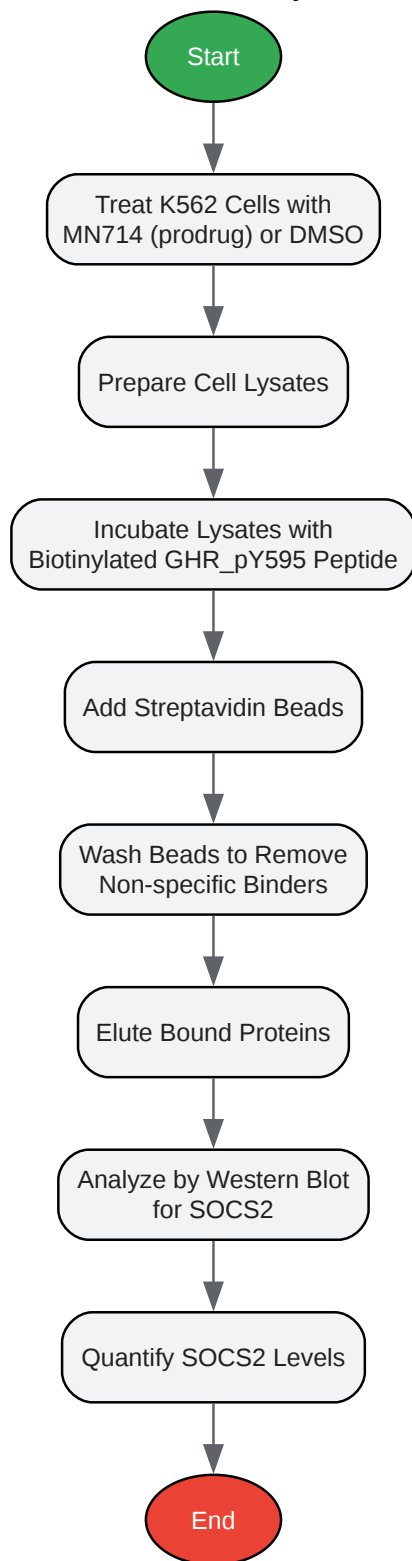 Start
Treat K562 Cells with
MN714 (prodrug) or DMSO
Prepare Cell Lysates
Incubate Lysates with
Biotinylated GHR_pY595 Peptide
Add Streptavidin Beads
Wash Beads to Remove
Non-specific Binders
Elute Bound Proteins
Analyze by Western Blot
for SOCS2
Quantify SOCS2 Levels
End